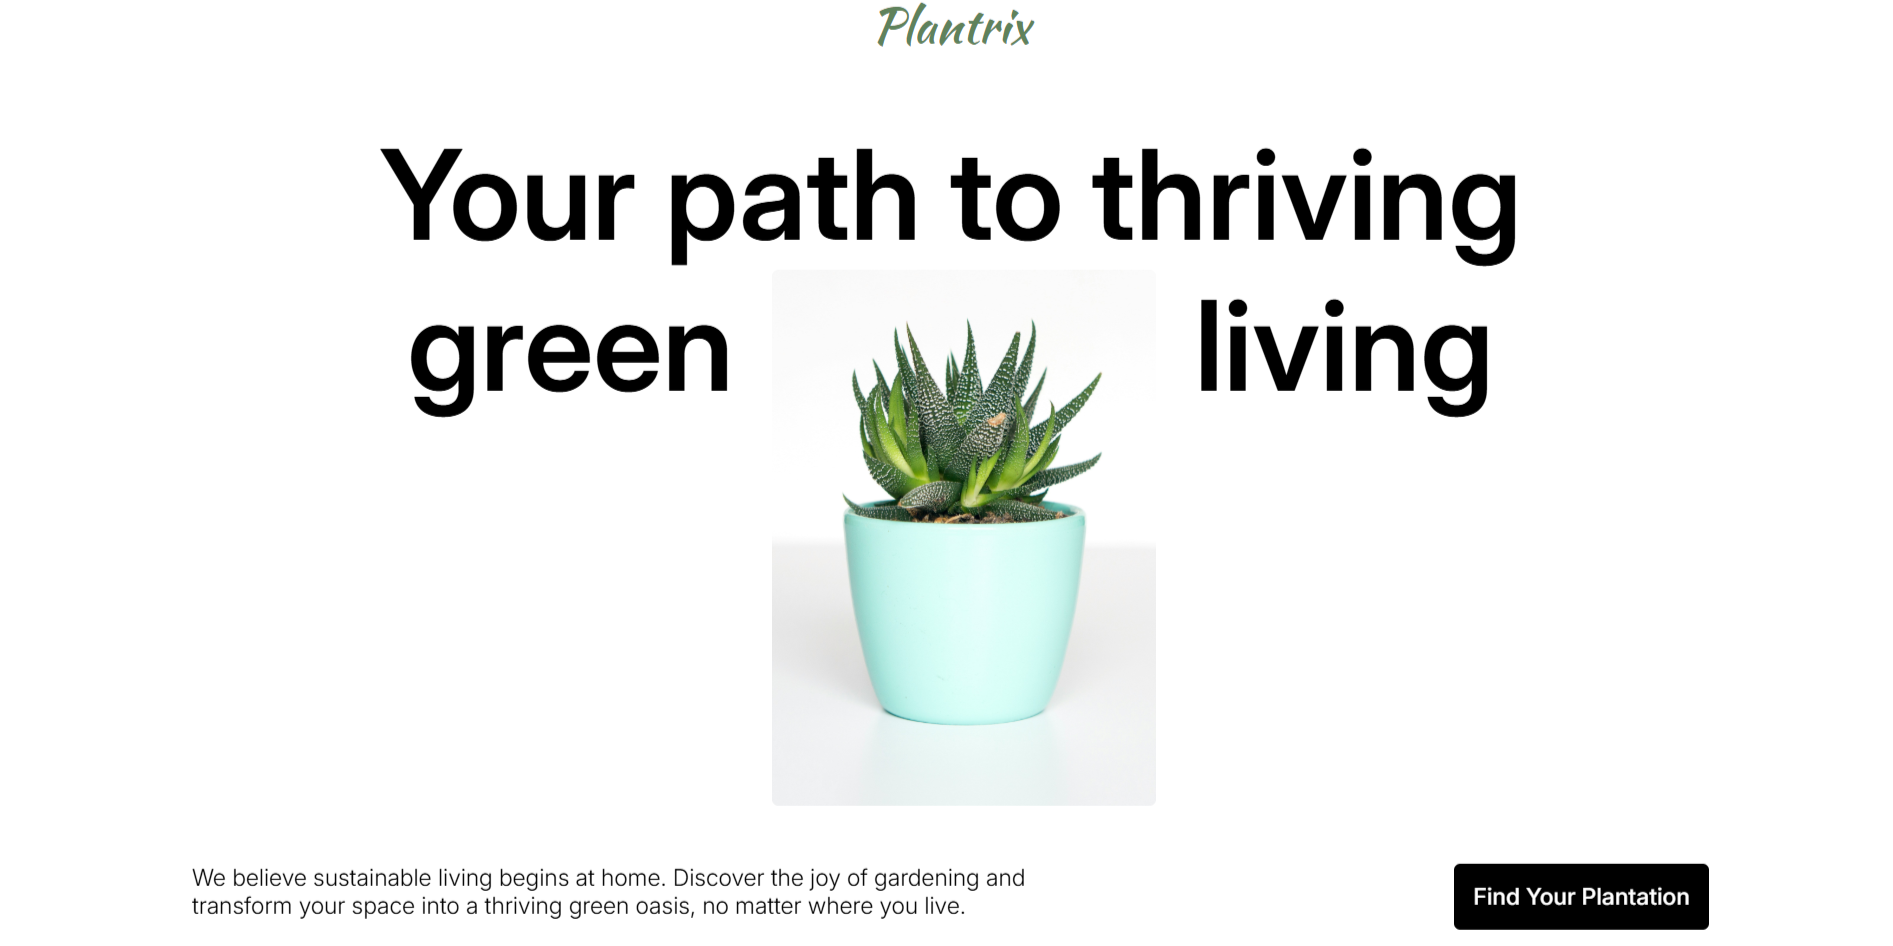 Plantrix
Your path to thriving
green living
We believe sustainable living begins at home. Discover the joy of gardening and
transform your space into a thriving green oasis, no matter where you live.
Find Your Plantation